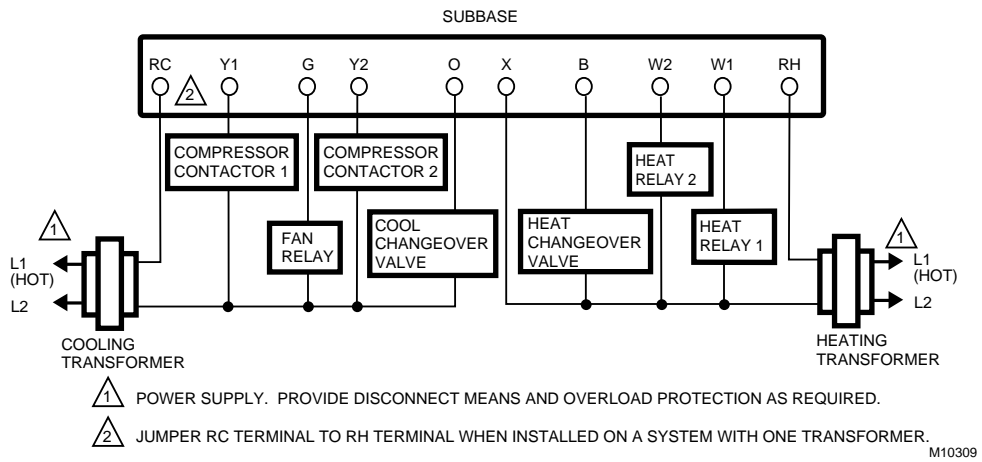 SUBBASE
RC Y1 G Y2 O X B W2 W1 RH
2
COMPRESSOR
CONTACTOR 1
COMPRESSOR
CONTACTOR 2
HEAT
RELAY 2
FAN
RELAY
COOL
CHANGEOVER
VALVE
HEAT
CHANGEOVER
VALVE
HEAT
RELAY 1
1
L1
(HOT)
L2
COOLING
TRANSFORMER
1
L1
(HOT)
L2
HEATING
TRANSFORMER
1 POWER SUPPLY. PROVIDE DISCONNECT MEANS AND OVERLOAD PROTECTION AS REQUIRED.
2 JUMPER RC TERMINAL TO RH TERMINAL WHEN INSTALLED ON A SYSTEM WITH ONE TRANSFORMER.
M10309